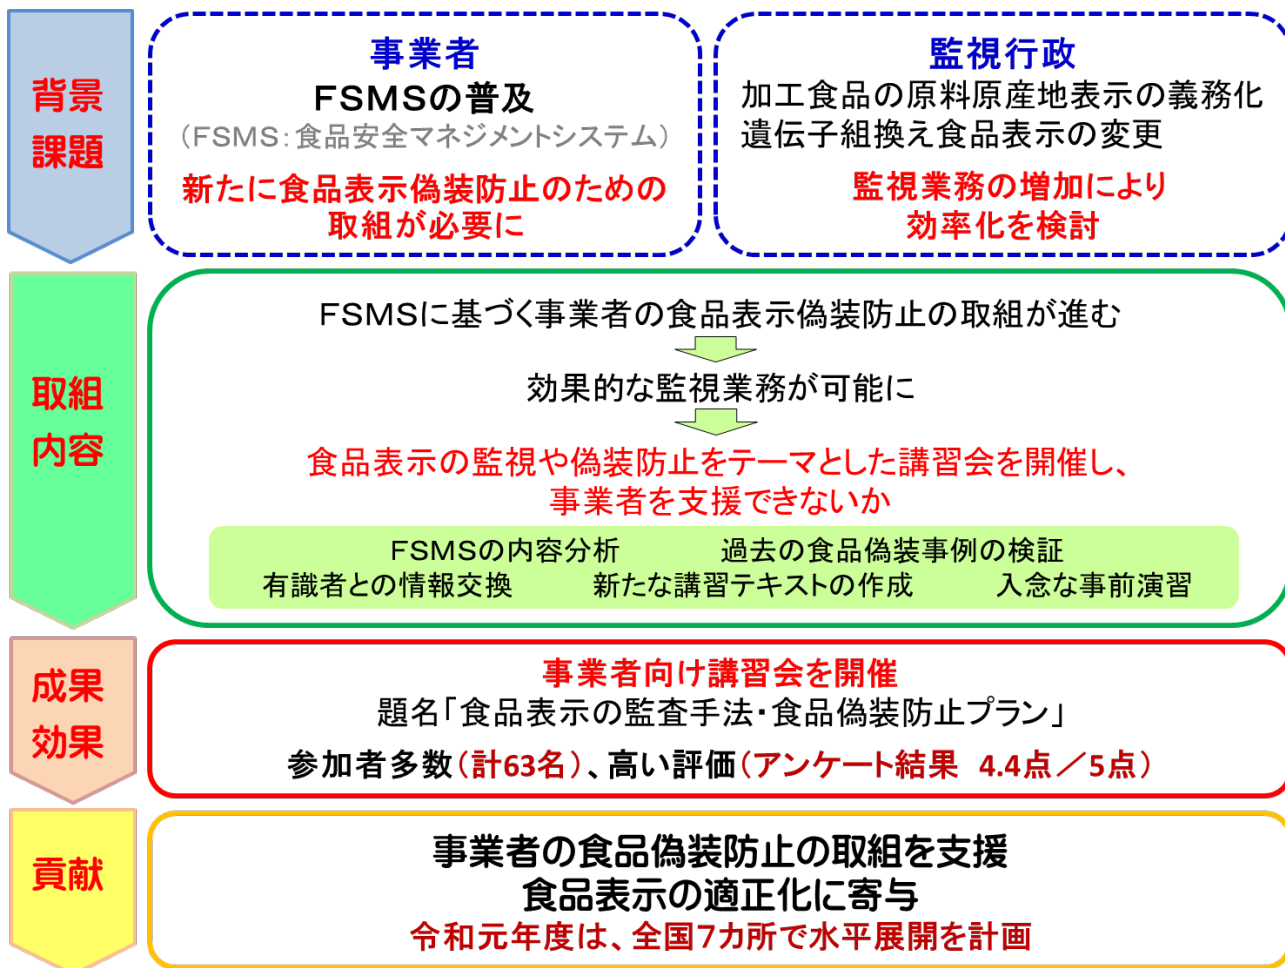 背景
課題
事業者
FSMSの普及
(FSMS:食品安全マネジメントシステム)
新たに食品表示偽装防止のための
取組が必要に
監視行政
加工食品の原料原産地表示の義務化
遺伝子組換え食品表示の変更
監視業務の増加により
効率化を検討
取組
内容
FSMSに基づく事業者の食品表示偽装防止の取組が進む
効果的な監視業務が可能に
食品表示の監視や偽装防止をテーマとした講習会を開催し、
事業者を支援できないか
FSMSの内容分析 過去の食品偽装事例の検証
有識者との情報交換 新たな講習テキストの作成 入念な事前演習
成果
効果
事業者向け講習会を開催
題名「食品表示の監査手法・食品偽装防止プラン」
参加者多数(計63名)、高い評価(アンケート結果 4.4点/5点)
貢献
事業者の食品偽装防止の取組を支援
食品表示の適正化に寄与
令和元年度は、全国7カ所で水平展開を計画